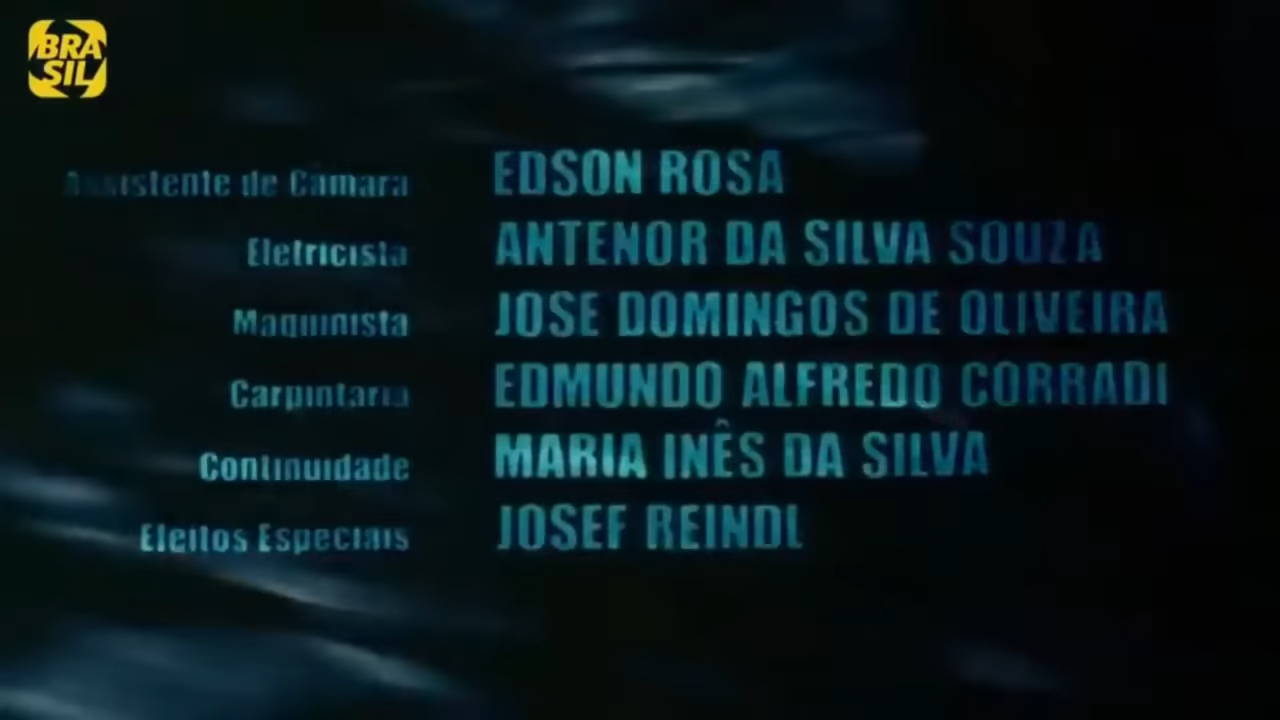 BRA
SIL
Assistente de Câmara EDSON ROSA
Eletricista ANTENOR DA SILVA SOUZA
Maquinista JOSE DOMINGOS DE OLIVEIRA
Carpintaria EDMUNDO ALFREDO CORRADI
Continuidade MARIA INÊS DA SILVA
Efeitos Especiais JOSEF REINDL